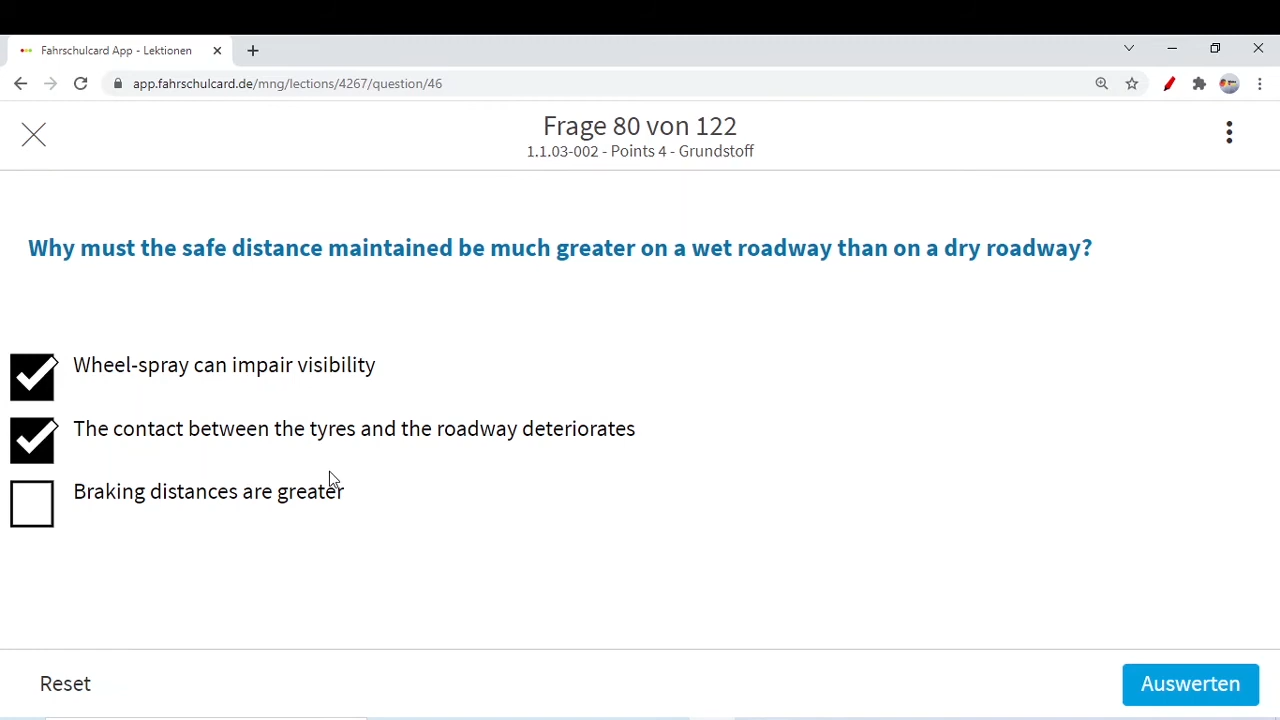 Fahrschulcard App - Lektionen
app.fahrschulcard.de/mng/lections/4267/question/46
Frage 80 von 122
1.1.03-002 - Points 4 - Grundstoff
Why must the safe distance maintained be much greater on a wet roadway than on a dry roadway?
Wheel-spray can impair visibility
The contact between the tyres and the roadway deteriorates
Braking distances are greater
Reset
Auswerten